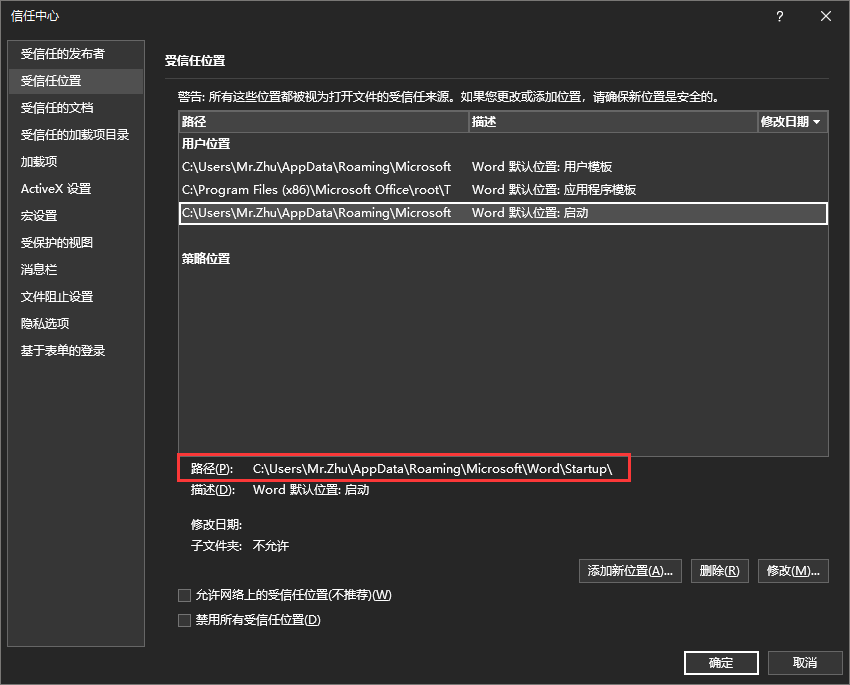 信任中心
受信任的发布者
受信任位置
受信任的文档
受信任的加载项目录
加载项
ActiveX 设置
宏设置
受保护的视图
消息栏
文件阻止设置
隐私选项
基于表单的登录
受信任位置
警告: 所有这些位置都被视为打开文件的受信任来源。如果您更改或添加位置，请确保新位置是安全的。
路径 描述 修改日期
用户位置
C:\Users\Mr.Zhu\AppData\Roaming\Microsoft Word 默认位置: 用户模板
C:\Program Files (x86)\Microsoft Office\root\T Word 默认位置: 应用程序模板
C:\Users\Mr.Zhu\AppData\Roaming\Microsoft Word 默认位置: 启动
策略位置
路径(P): C:\Users\Mr.Zhu\AppData\Roaming\Microsoft\Word\Startup\
描述(D): Word 默认位置: 启动
修改日期:
子文件夹: 不允许
添加新位置(A)... 删除(R) 修改(M)...
允许网络上的受信任位置(不推荐)(W)
禁用所有受信任位置(D)
确定 取消